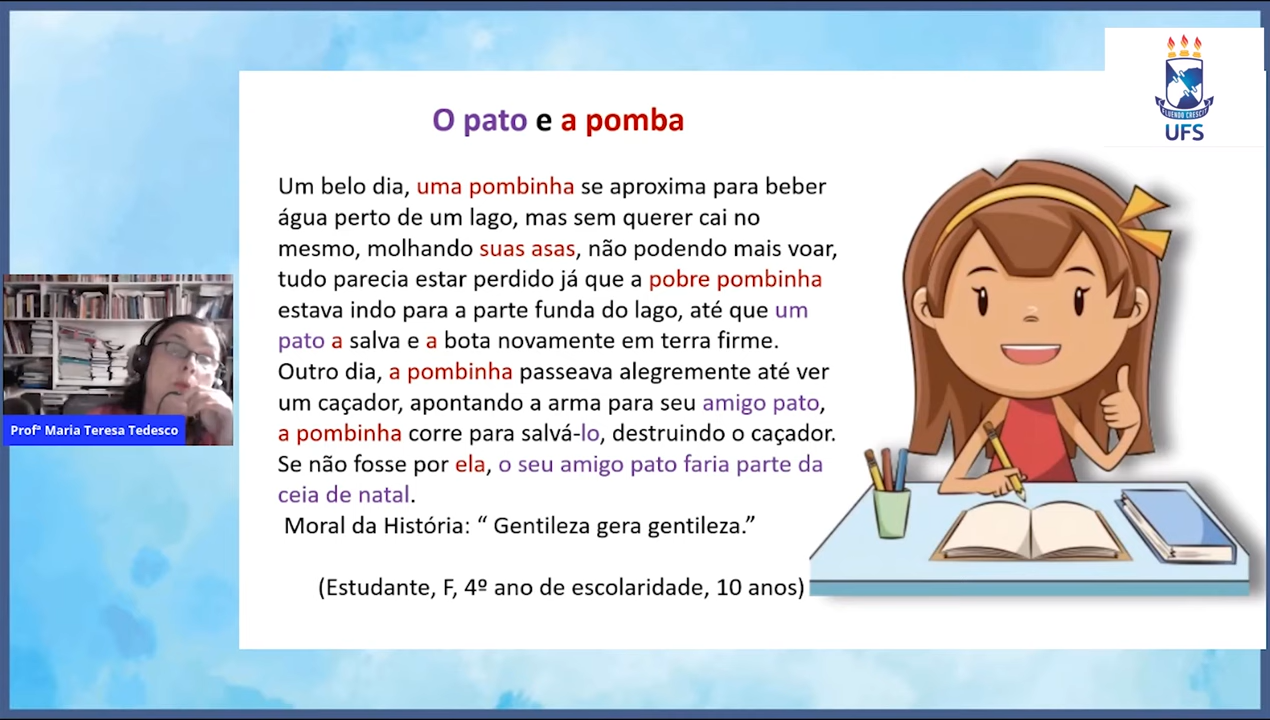 O pato e a pomba
Um belo dia, uma pombinha se aproxima para beber
água perto de um lago, mas sem querer cai no
mesmo, molhando suas asas, não podendo mais voar,
tudo parecia estar perdido já que a pobre pombinha
estava indo para a parte funda do lago, até que um
pato a salva e a bota novamente em terra firme.
Outro dia, a pombinha passeava alegremente até ver
um caçador, apontando a arma para seu amigo pato,
a pombinha corre para salvá-lo, destruindo o caçador.
Se não fosse por ela, o seu amigo pato faria parte da
ceia de natal.
Moral da História: “ Gentileza gera gentileza.”
(Estudante, F, 4º ano de escolaridade, 10 anos)
UFS
Profª Maria Teresa Tedesco